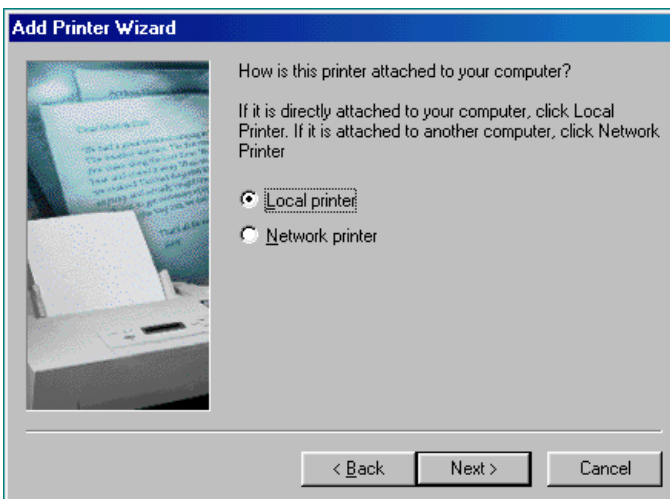 Add Printer Wizard
How is this printer attached to your computer?
If it is directly attached to your computer, click Local
Printer. If it is attached to another computer, click Network
Printer
Local printer
Network printer
< Back
Next >
Cancel